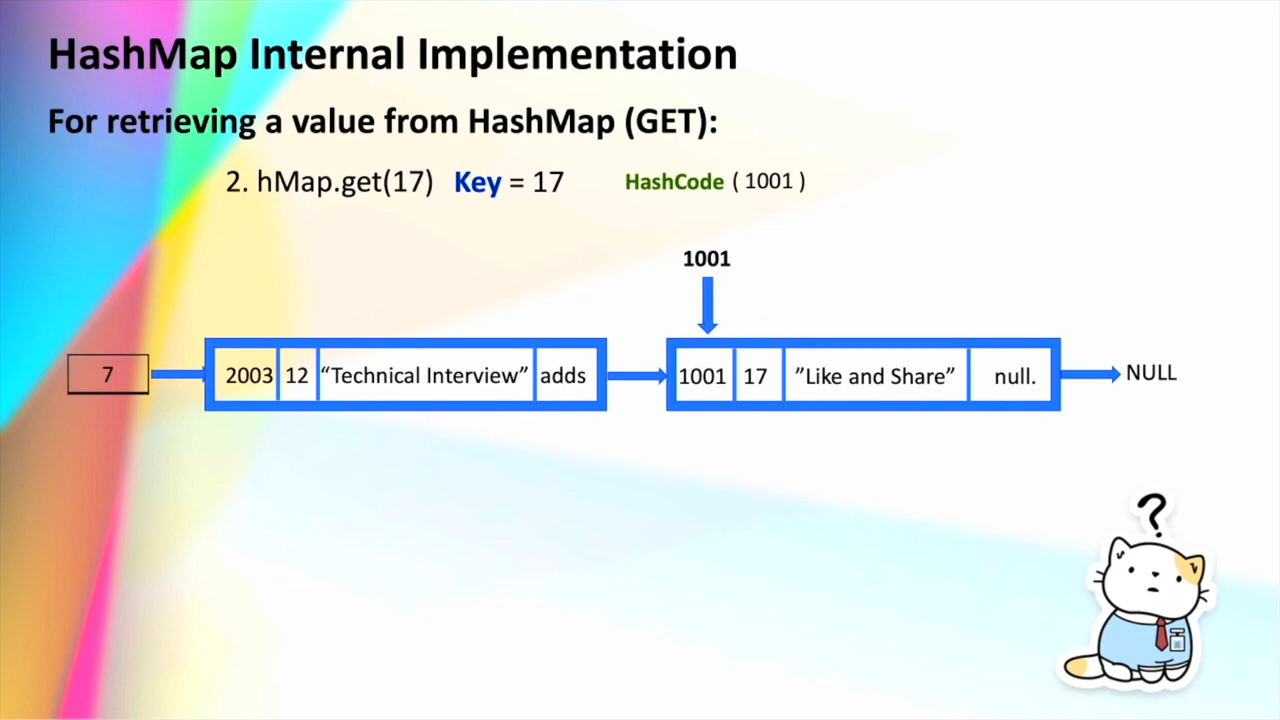 HashMap Internal Implementation
For retrieving a value from HashMap (GET):
2. hMap.get(17) Key = 17 HashCode ( 1001 )
1001
7 2003 12 “Technical Interview” adds 1001 17 ”Like and Share” null. NULL
?